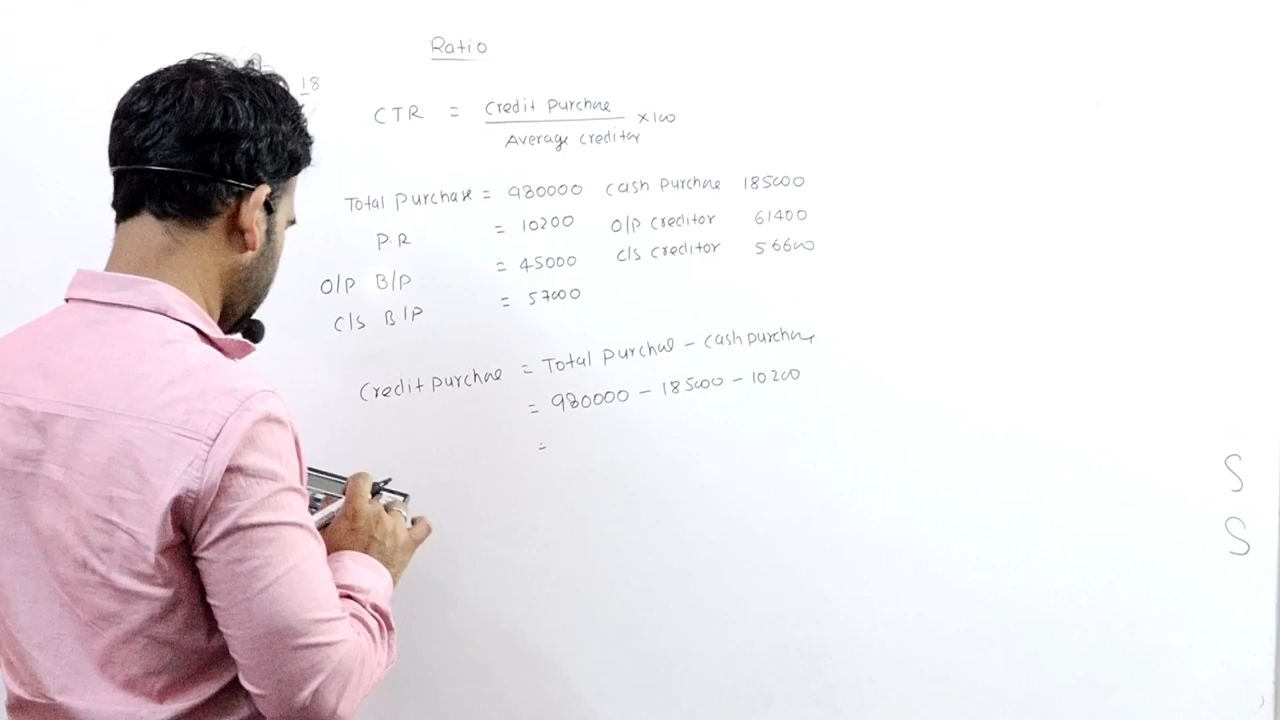 Ratio
18
CTR = Credit Purchae / Average creditor ×100
Total Purchase = 980000 cash Purchae 185000
P.R = 10200 O/P Creditor 61400
O/P B/P = 45000 C/S Creditor 56600
C/S B/P = 57000
Credit purchae = Total Purchae - cash purchae
= 980000 - 185000 - 10200
=
S
S